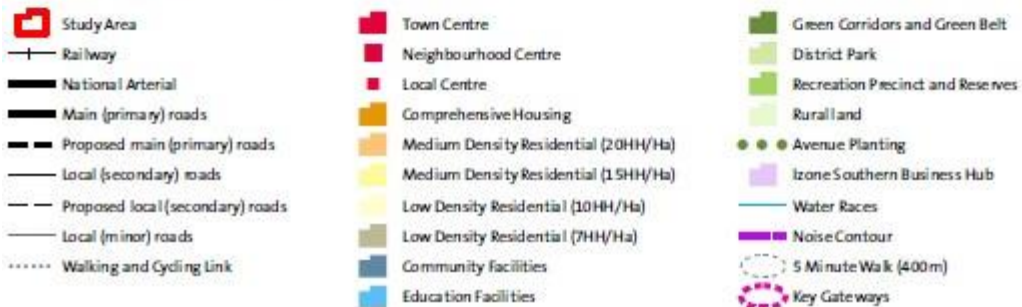 Study Area
Railway
National Arterial
Main (primary) roads
Proposed main (primary) roads
Local (secondary) roads
Proposed local (secondary) roads
Local (minor) roads
Walking and Cycling Link
Town Centre
Neighbourhood Centre
Local Centre
Comprehensive Housing
Medium Density Residential (20HH/Ha)
Medium Density Residential (15HH/Ha)
Low Density Residential (10HH/Ha)
Low Density Residential (7HH/Ha)
Community Facilities
Education Facilities
Green Corridors and Green Belt
District Park
Recreation Precinct and Reserves
Rural land
Avenue Planting
Izone Southern Business Hub
Water Races
Noise Contour
5 Minute Walk (400m)
Key Gateways